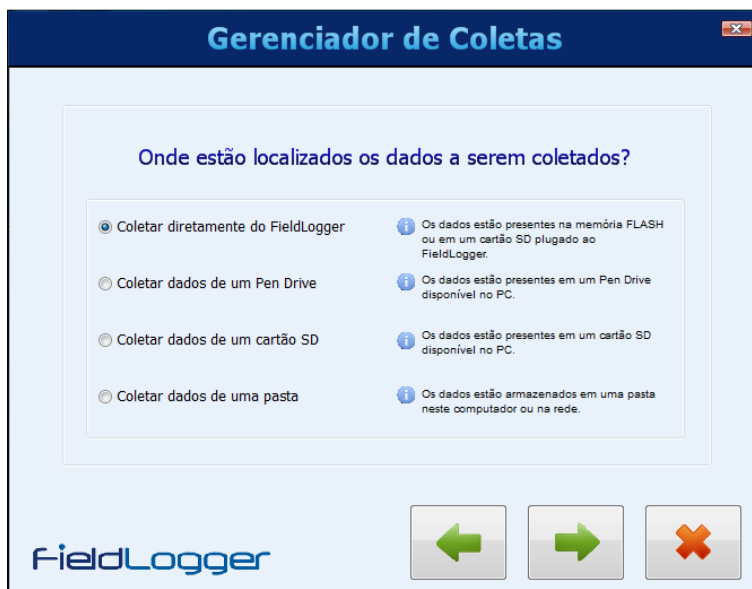 Gerenciador de Coletas
Onde estão localizados os dados a serem coletados?
Coletar diretamente do FieldLogger
Os dados estão presentes na memória FLASH
ou em um cartão SD plugado ao
FieldLogger.
Coletar dados de um Pen Drive
Os dados estão presentes em um Pen Drive
disponível no PC.
Coletar dados de um cartão SD
Os dados estão presentes em um cartão SD
disponível no PC.
Coletar dados de uma pasta
Os dados estão armazenados em uma pasta
neste computador ou na rede.
FieldLogger